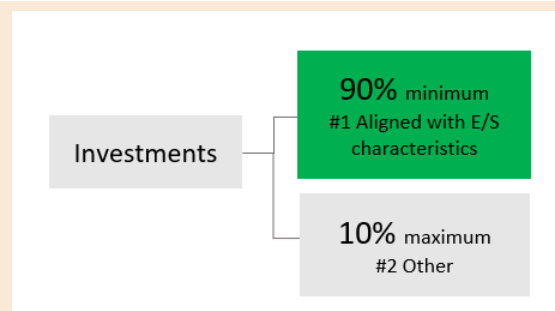 Investments
90% minimum
#1 Aligned with E/S
characteristics
10% maximum
#2 Other